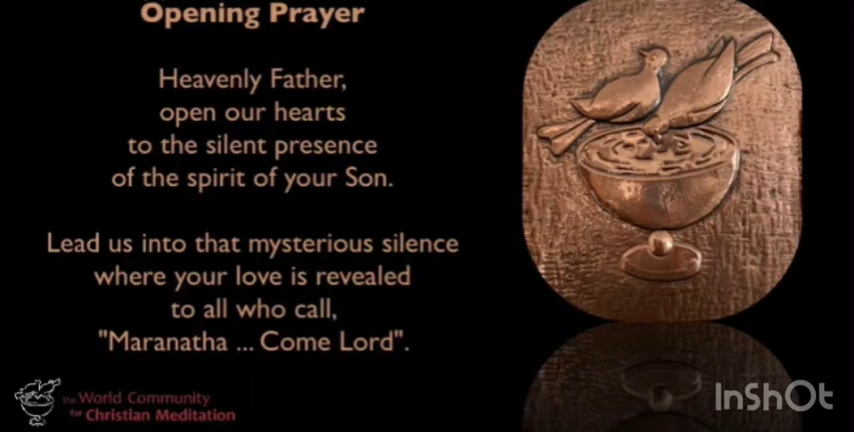 Opening Prayer
Heavenly Father,
open our hearts
to the silent presence
of the spirit of your Son.
Lead us into that mysterious silence
where your love is revealed
to all who call,
"Maranatha ... Come Lord".
the World Community
for Christian Meditation
InShOt